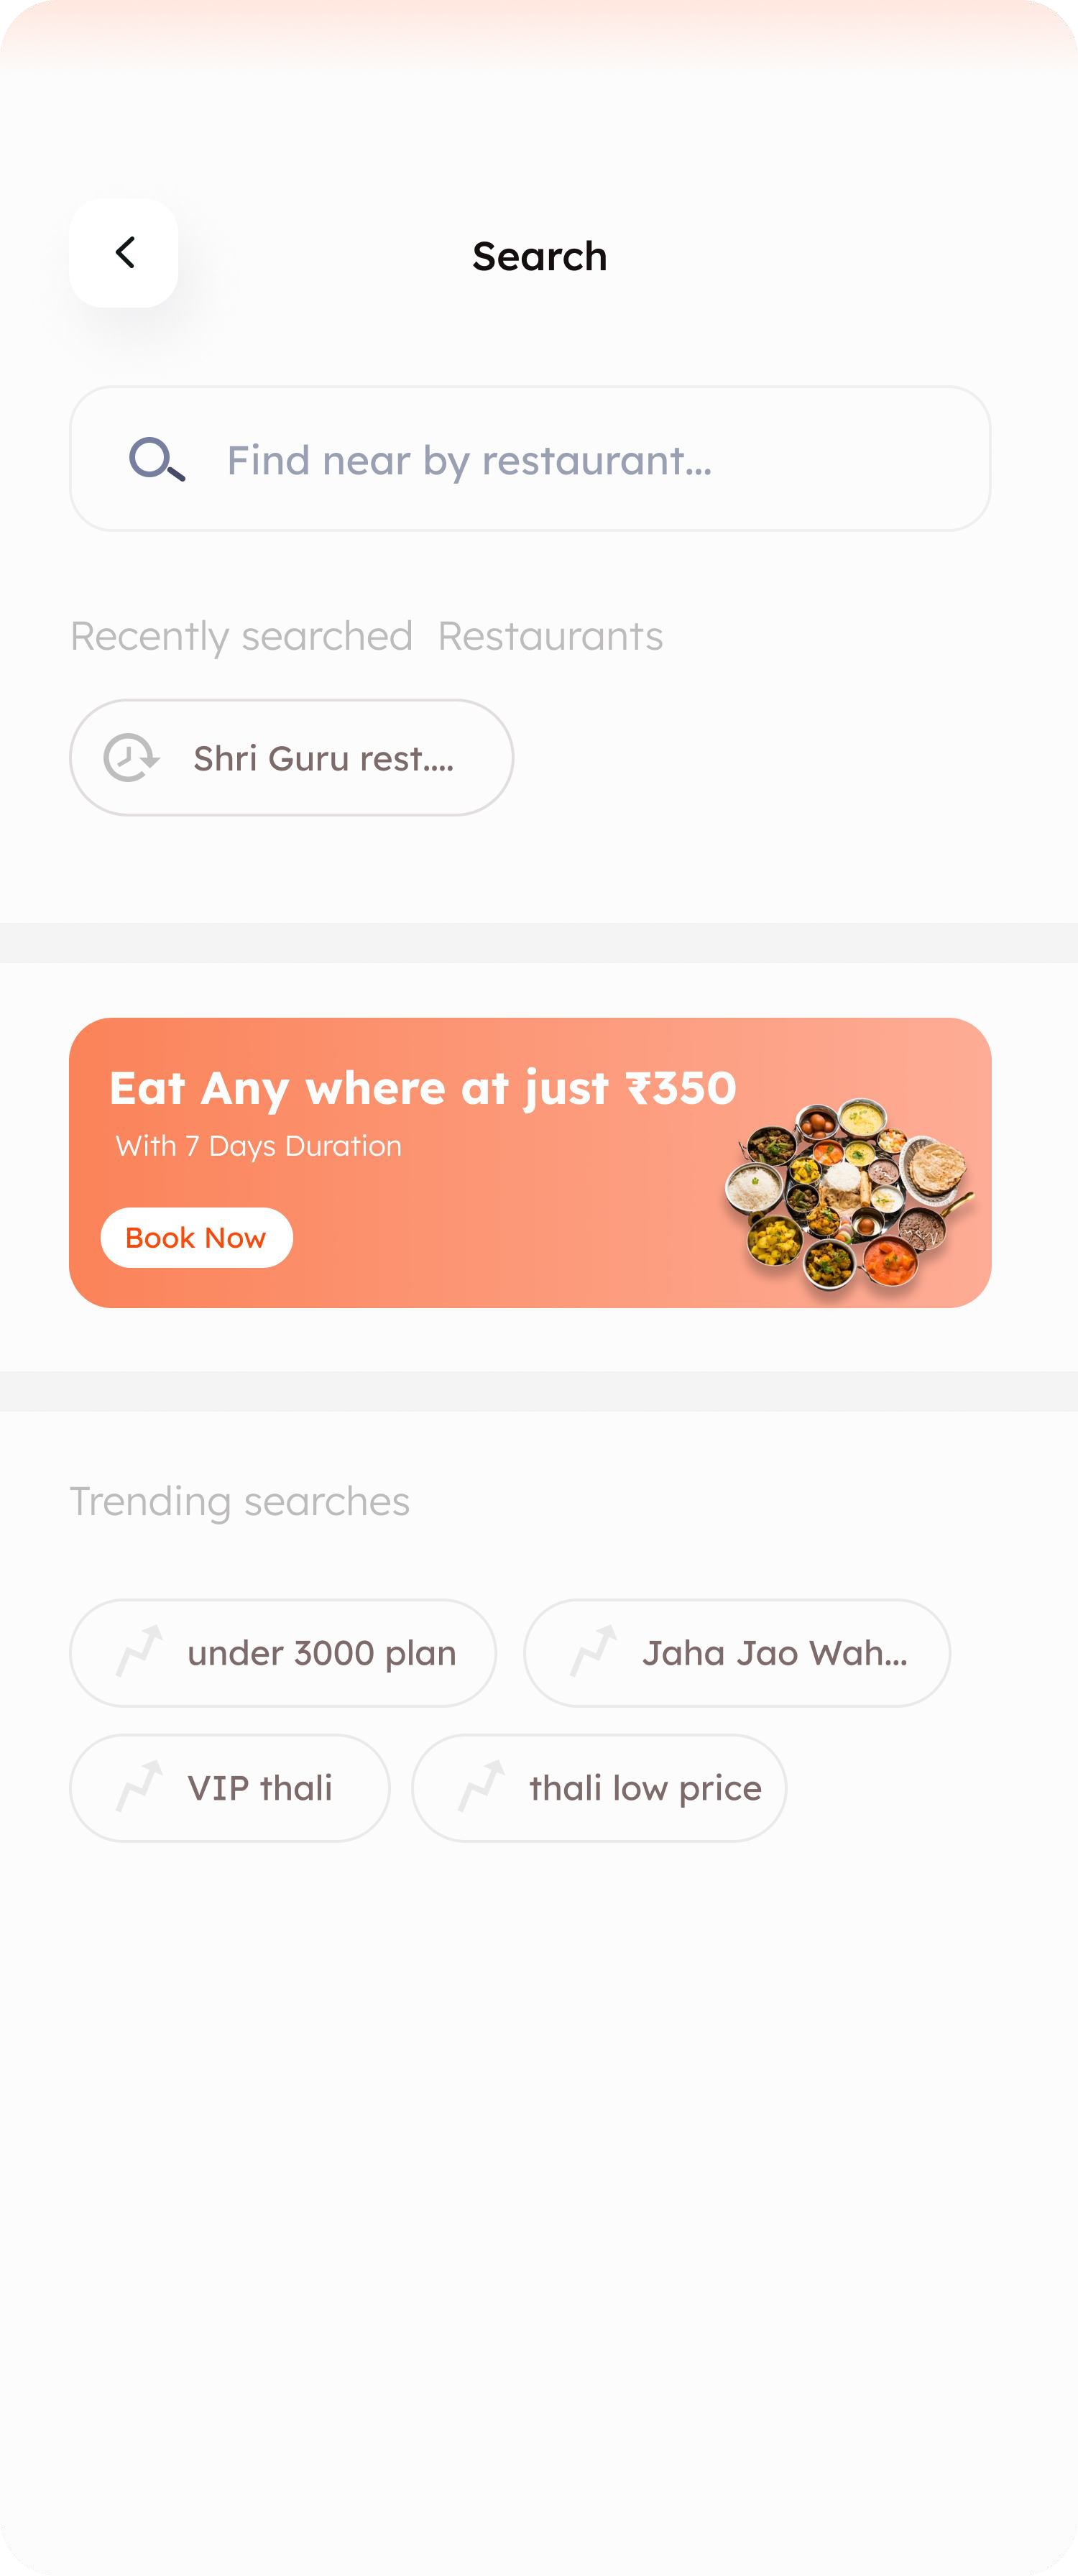 Search
Find near by restaurant...
Recently searched  Restaurants
Shri Guru rest....
Eat Any where at just ₹350
With 7 Days Duration
Book Now
Trending searches
under 3000 plan
Jaha Jao Wah...
VIP thali
thali low price